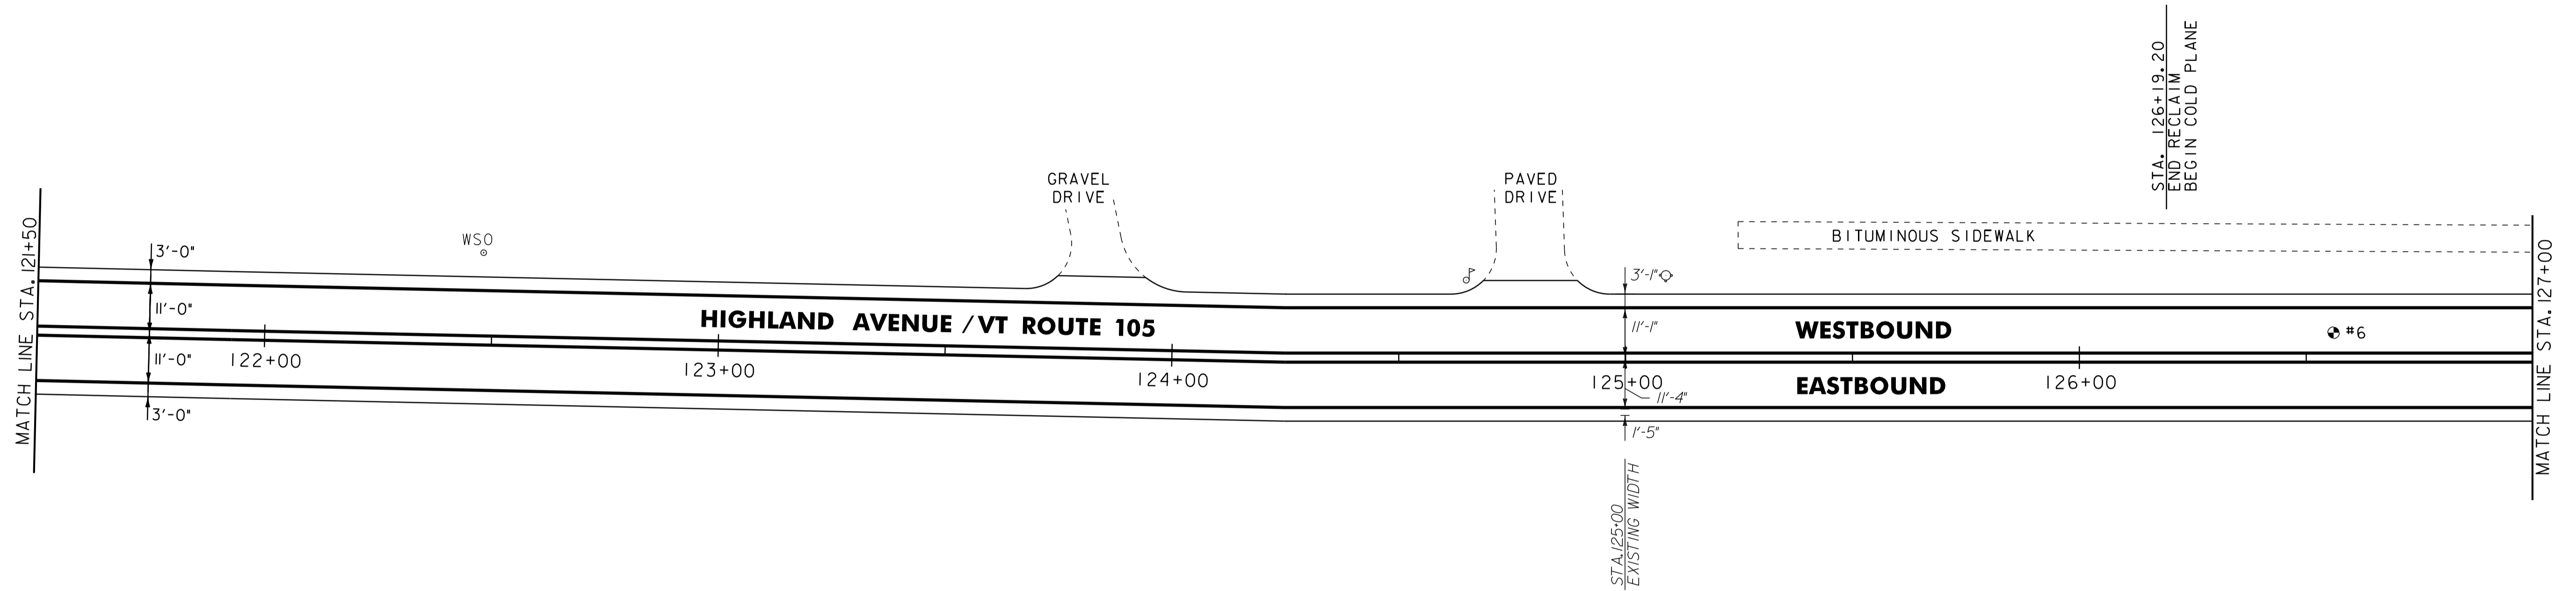 STA. 126+19.20
END RECLAIM
BEGIN COLD PLANE
GRAVEL
DRIVE
PAVED
DRIVE
MATCH LINE STA. 121+50
3'-0"
WSO
BITUMINOUS SIDEWALK
MATCH LINE STA. 127+00
3'-1"
11'-0"
HIGHLAND AVENUE / VT ROUTE 105
11'-1"
WESTBOUND
#6
11'-0"
122+00
123+00
124+00
125+00
126+00
EASTBOUND
11'-4"
3'-0"
1'-5"
STA.125+00
EXISTING WIDTH